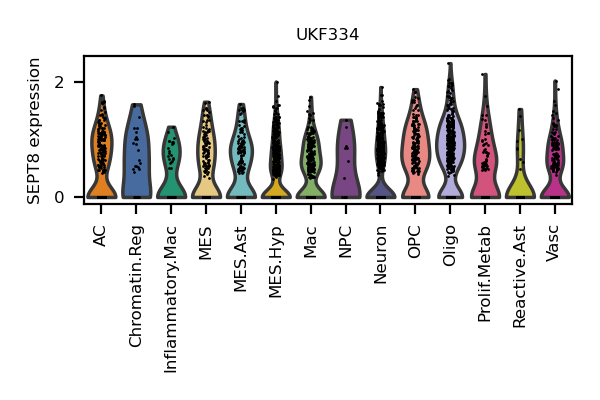 UKF334
SEPT8 expression
2
0
AC
Chromatin.Reg
Inflammatory.Mac
MES
MES.Ast
MES.Hyp
Mac
NPC
Neuron
OPC
Oligo
Prolif.Metab
Reactive.Ast
Vasc